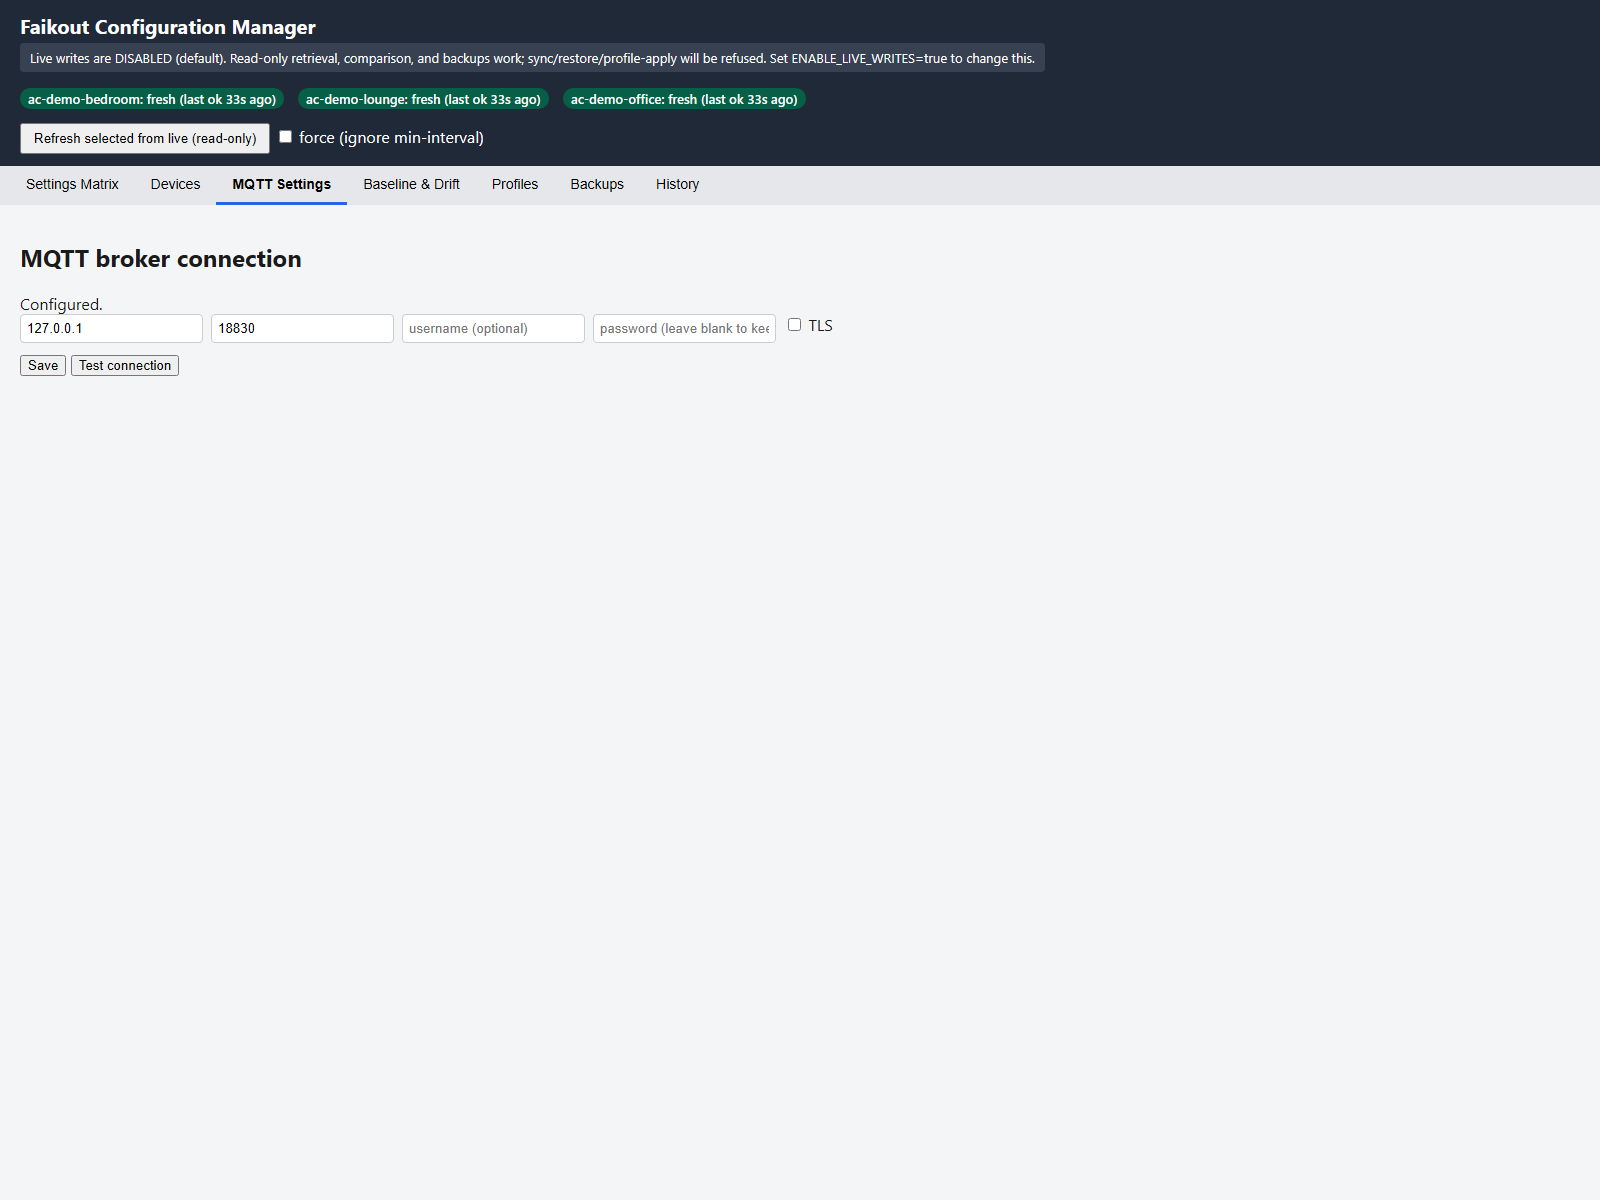 Faikout Configuration Manager
Live writes are DISABLED (default). Read-only retrieval, comparison, and backups work; sync/restore/profile-apply will be refused. Set ENABLE_LIVE_WRITES=true to change this.
ac-demo-bedroom: fresh (last ok 33s ago) ac-demo-lounge: fresh (last ok 33s ago) ac-demo-office: fresh (last ok 33s ago)
Refresh selected from live (read-only) force (ignore min-interval)
Settings Matrix Devices MQTT Settings Baseline & Drift Profiles Backups History
MQTT broker connection
Configured.
127.0.0.1 18830 username (optional) password (leave blank to kee TLS
Save Test connection